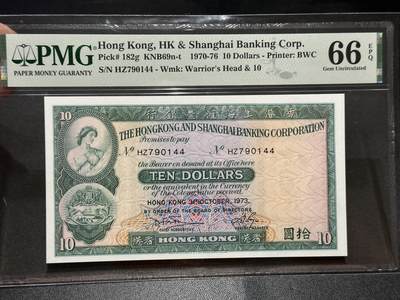 PMG
PAPER MONEY GUARANTY
Hong Kong, HK & Shanghai Banking Corp.
Pick# 182g KNB69n-t 1970-76 10 Dollars - Printer: BWC
S/N HZ790144 - Wmk: Warrior's Head & 10
66 EPQ
Gem Uncirculated
10
10
THE HONGKONG AND SHANGHAI BANKING CORPORATION
Promises to pay
No HZ790144
No HZ790144
the Bearer on demand at its Office here
TEN DOLLARS
or the equivalent in the Currency
of the Colony value received
HONG KONG 31ST OCTOBER, 1973
BY ORDER OF THE BOARD OF DIRECTORS
10
HONG KONG
圓拾
10